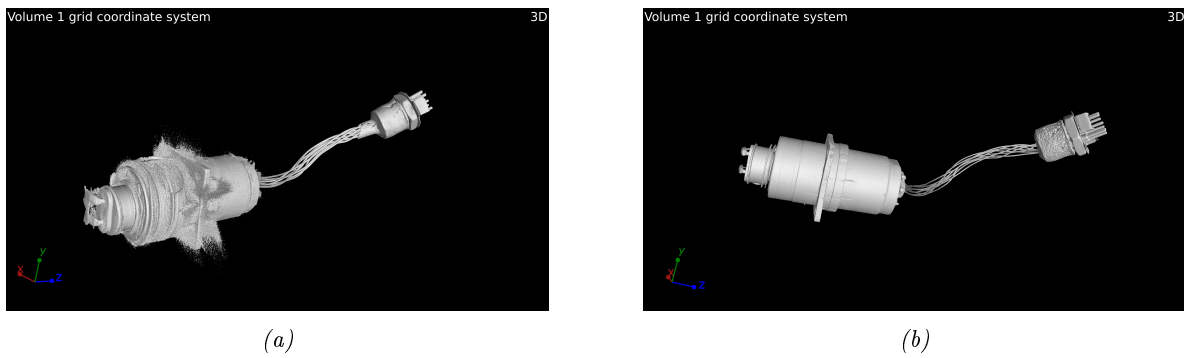 Volume 1 grid coordinate system 3D
Volume 1 grid coordinate system 3D
x y z
x y z
(a)
(b)